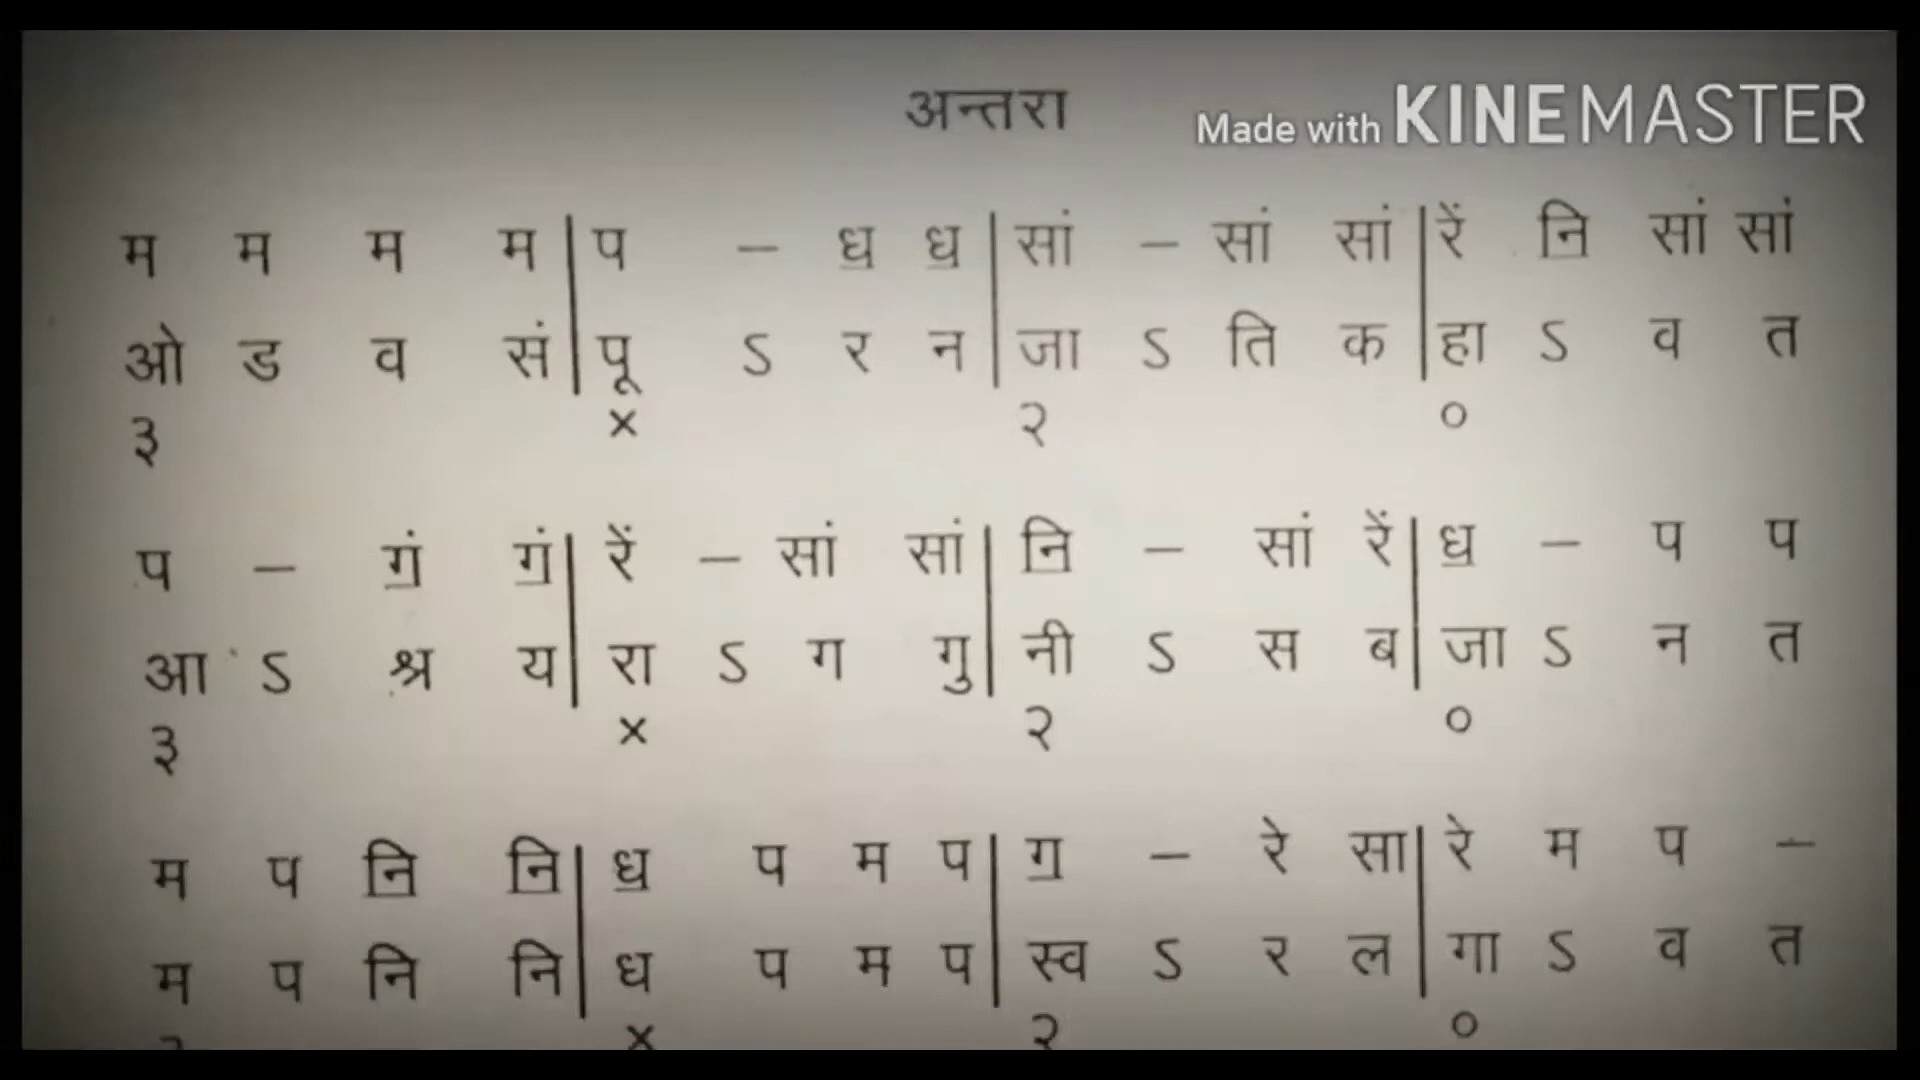 अन्तरा
Made with KINEMASTER
म म म म | प – ध॒ ध॒ | सां – सां सां | रें नि॒ सां सां
ओ ड व सं | पू ऽ र न | जा ऽ ति क | हा ऽ व त
३ × २ ०
प – गं॒ गं॒ | रें – सां सां | नि॒ – सां रें | ध॒ – प प
आ ऽ श्र य | रा ऽ ग गु | नी ऽ स ब | जा ऽ न त
३ × २ ०
म प नि॒ नि॒ | ध॒ प म प | ग॒ – रे सा | रे म प –
म प नि नि | ध प म प | स्व ऽ र ल | गा ऽ व त
× २ ०